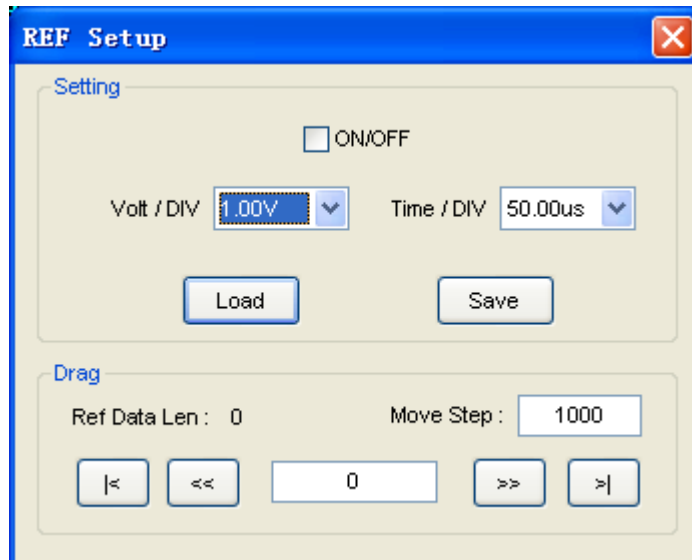 REF Setup
Setting
ON/OFF
Volt / DIV 1.00V Time / DIV 50.00us
Load Save
Drag
Ref Data Len : 0 Move Step : 1000
|< << 0 >> >|